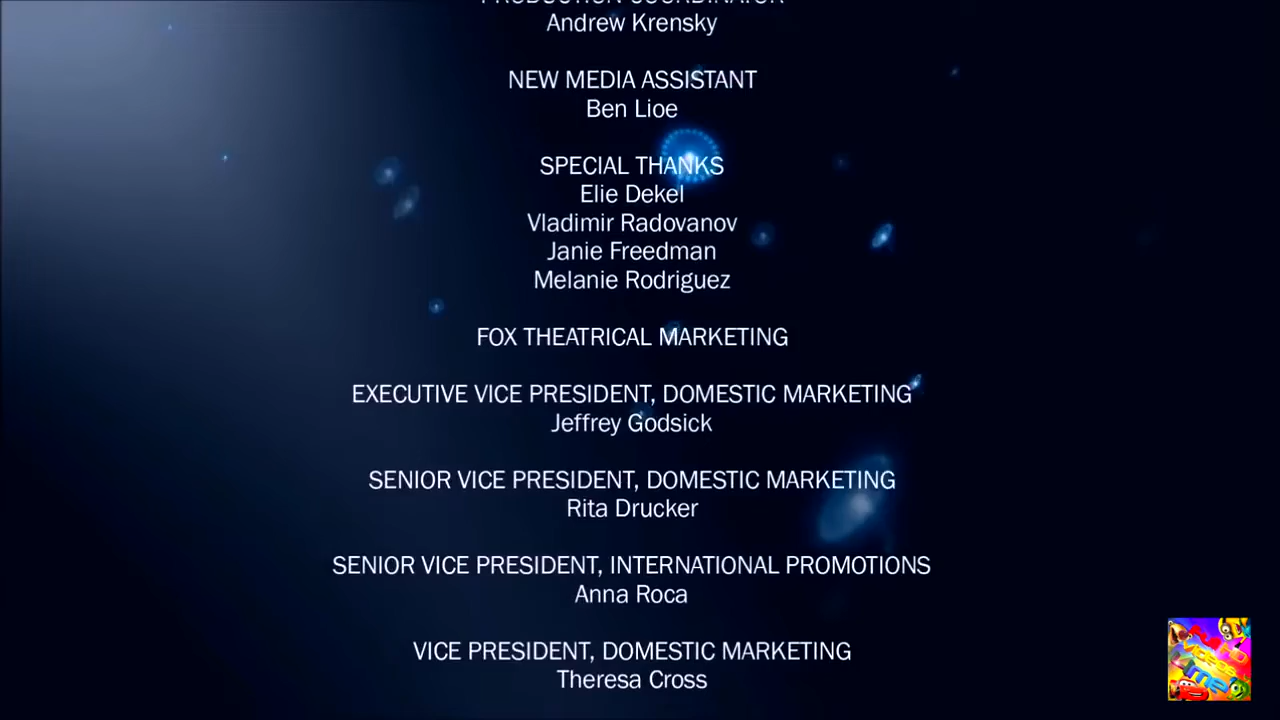 PRODUCTION COORDINATOR
Andrew Krensky
NEW MEDIA ASSISTANT
Ben Lioe
SPECIAL THANKS
Elie Dekel
Vladimir Radovanov
Janie Freedman
Melanie Rodriguez
FOX THEATRICAL MARKETING
EXECUTIVE VICE PRESIDENT, DOMESTIC MARKETING
Jeffrey Godsick
SENIOR VICE PRESIDENT, DOMESTIC MARKETING
Rita Drucker
SENIOR VICE PRESIDENT, INTERNATIONAL PROMOTIONS
Anna Roca
VICE PRESIDENT, DOMESTIC MARKETING
Theresa Cross